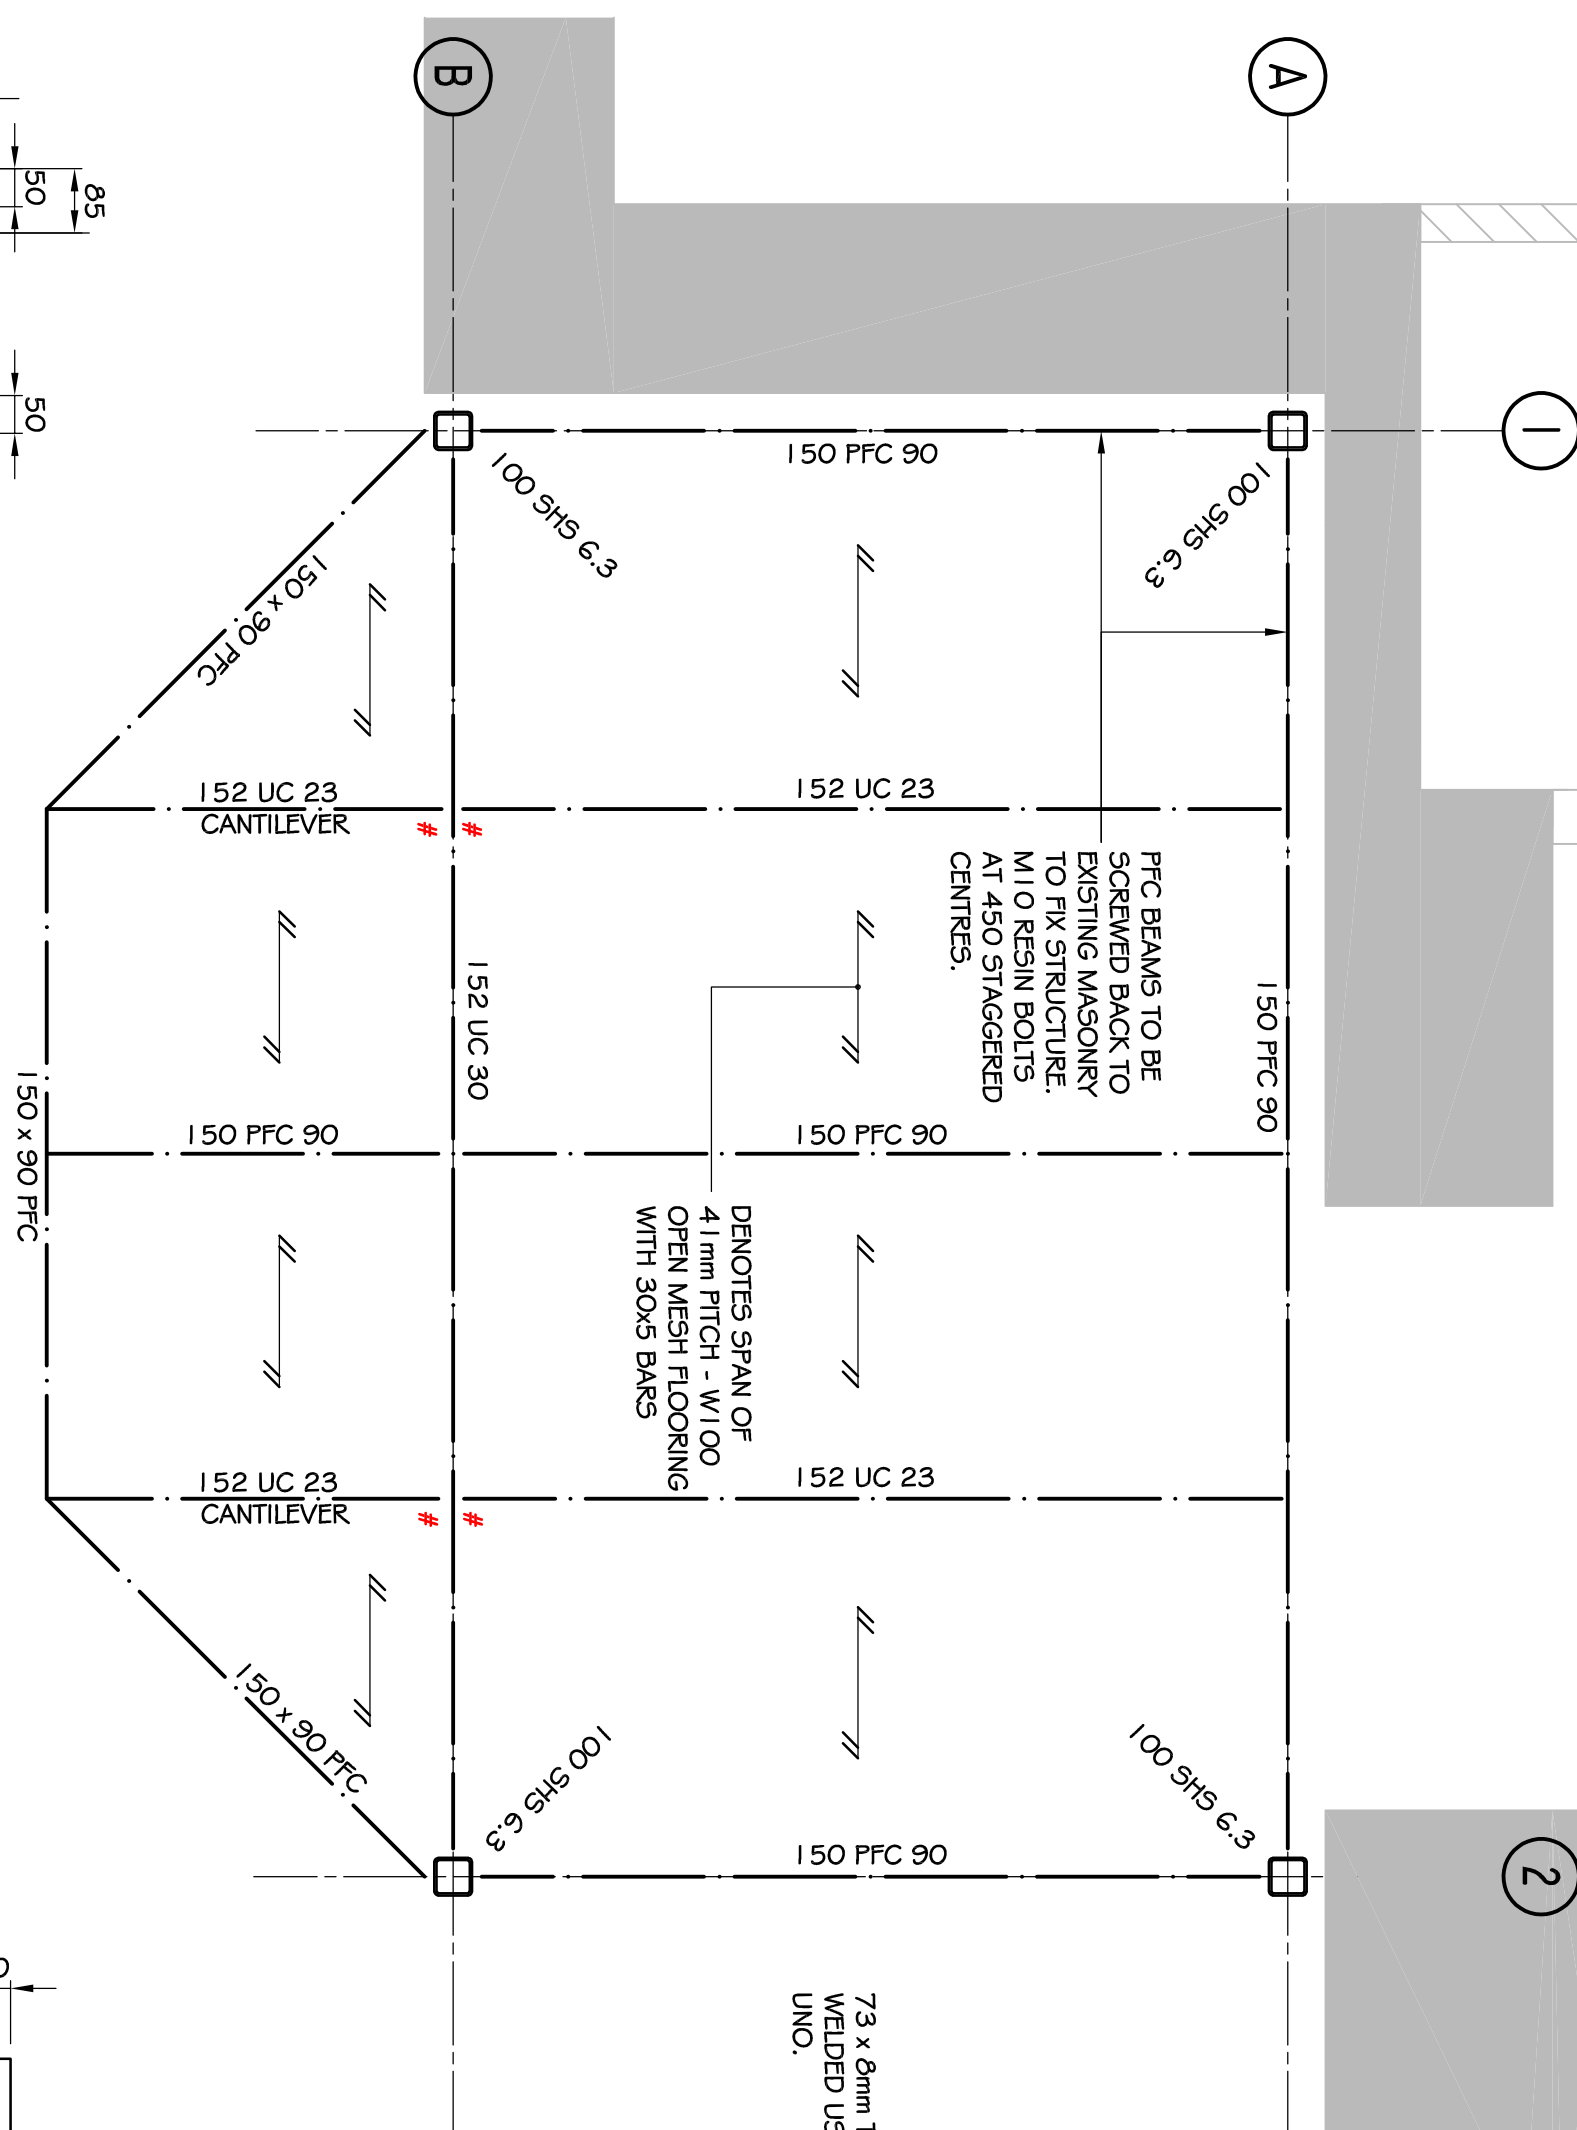 B
A
1
2
85
50
50
150 PFC 90
100 SHS 6.3
100 SHS 6.3
150 x 90 PFC
152 UC 23
CANTILEVER
152 UC 23
# #
PFC BEAMS TO BE
SCREWED BACK TO
EXISTING MASONRY
TO FIX STRUCTURE.
M10 RESIN BOLTS
AT 450 STAGGERED
CENTRES.
150 PFC 90
152 UC 30
150 x 90 PFC
150 PFC 90
150 PFC 90
DENOTES SPAN OF
41mm PITCH - W100
OPEN MESH FLOORING
WITH 30x5 BARS
152 UC 23
CANTILEVER
152 UC 23
# #
150 x 90 PFC
100 SHS 6.3
100 SHS 6.3
150 PFC 90
73 x 8mm
WELDED
UNO.